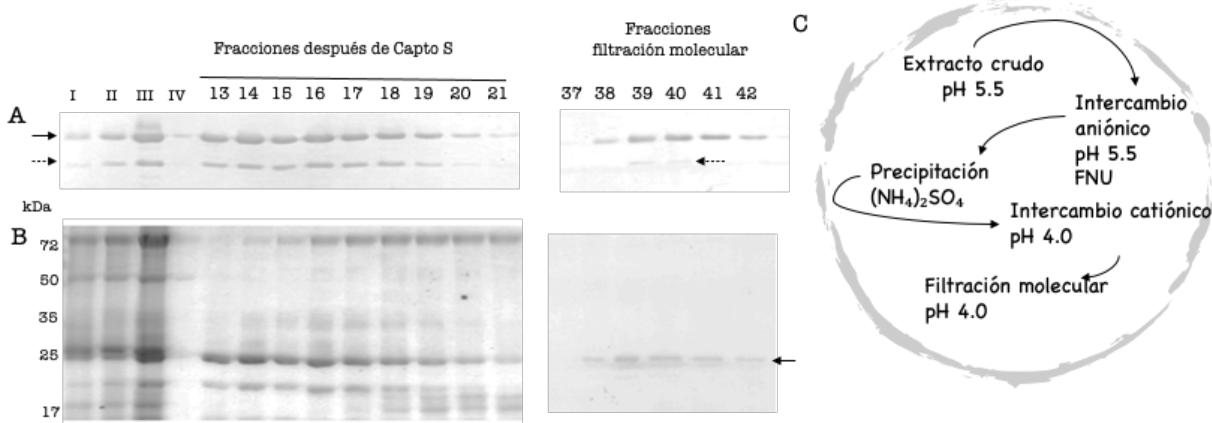 Fracciones después de Capto S
Fracciones
filtración molecular
I II III IV 13 14 15 16 17 18 19 20 21
37 38 39 40 41 42
A
kDa
B
72
50
35
25
17
C
Extracto crudo
pH 5.5
Intercambio
aniónico
pH 5.5
FNU
Precipitación
(NH₄)₂SO₄
Intercambio catiónico
pH 4.0
Filtración molecular
pH 4.0